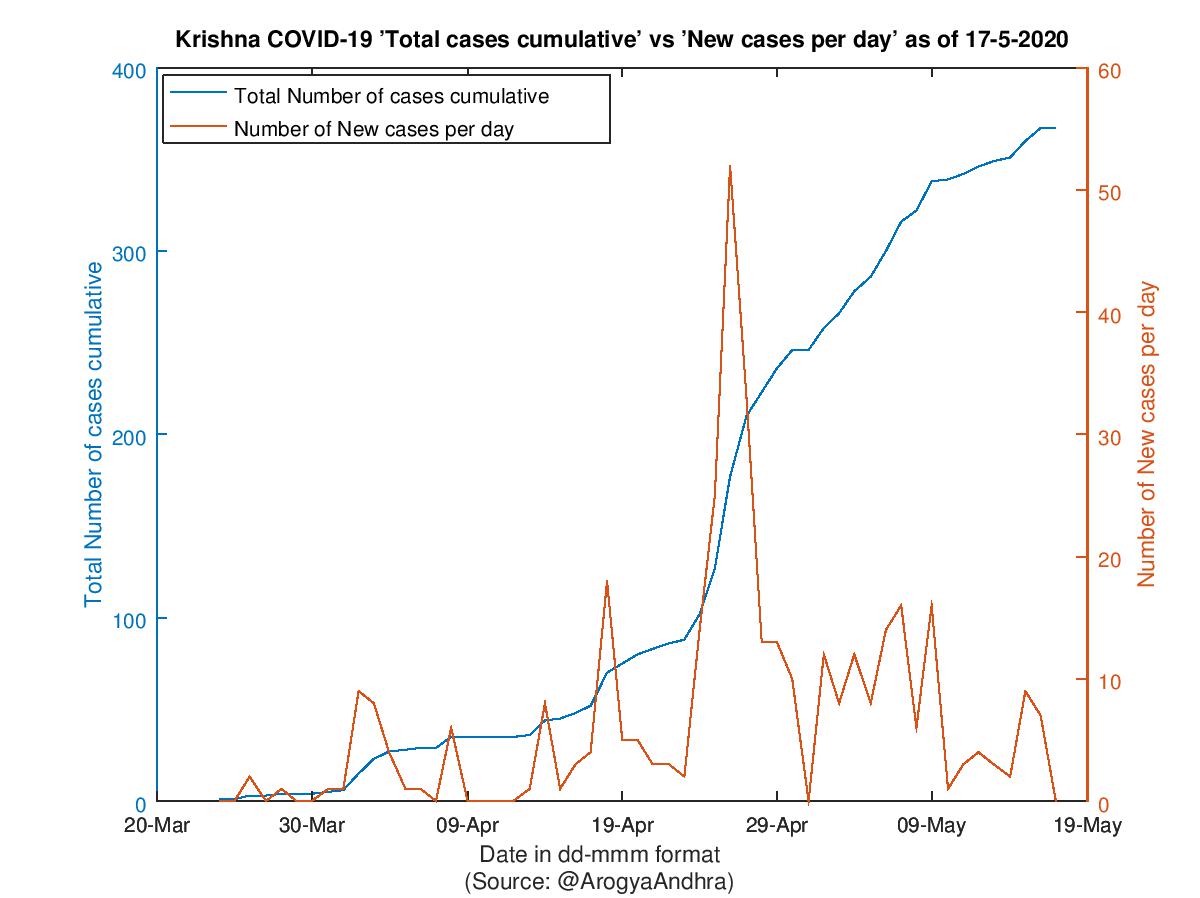 Krishna COVID-19 ’Total cases cumulative’ vs ’New cases per day’ as of 17-5-2020
Total Number of cases cumulative
Number of New cases per day
400
300
200
100
0
Total Number of cases cumulative
60
50
40
30
20
10
0
Number of New cases per day
20-Mar 30-Mar 09-Apr 19-Apr 29-Apr 09-May 19-May
Date in dd-mmm format
(Source: @ArogyaAndhra)